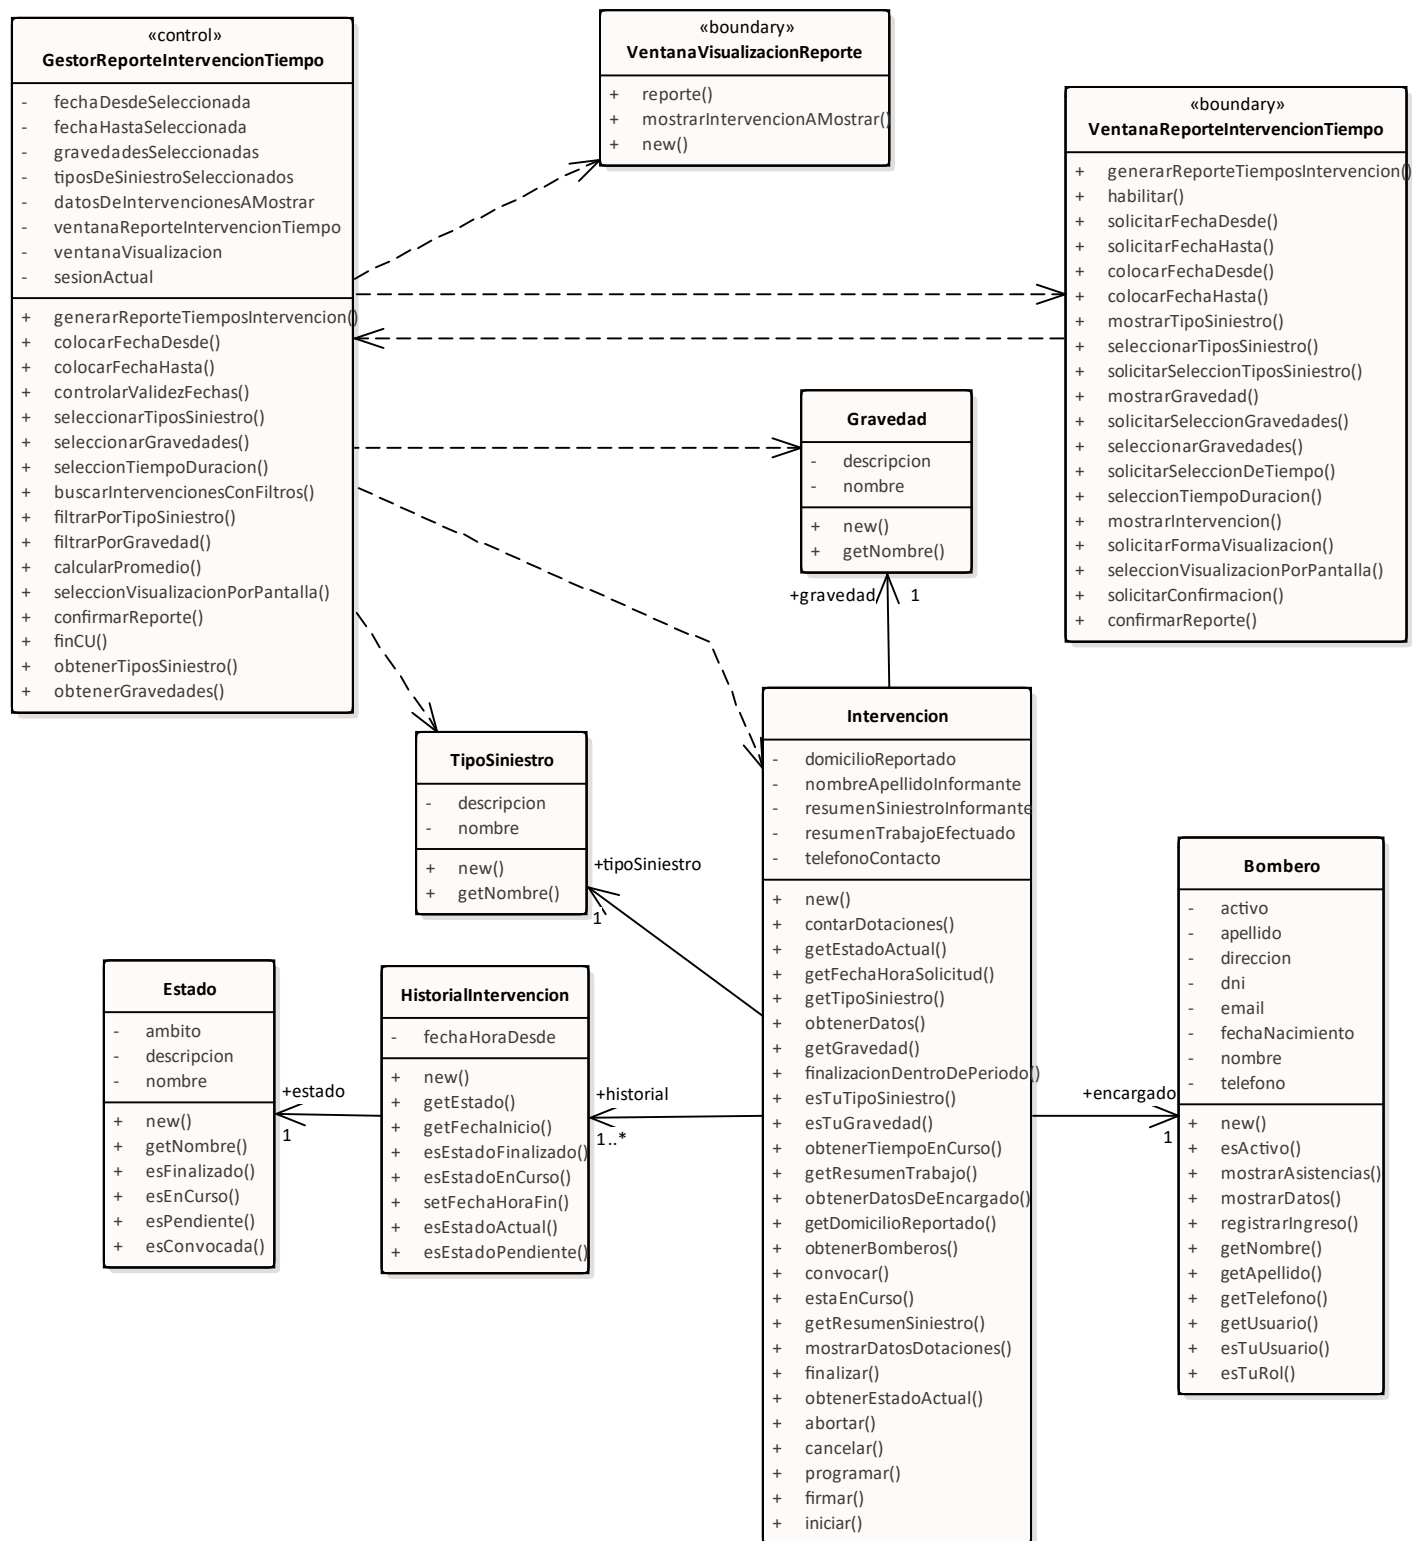 «control»
GestorReporteIntervencionTiempo
- fechaDesdeSeleccionada
- fechaHastaSeleccionada
- gravedadesSeleccionadas
- tiposDeSiniestroSeleccionados
- datosDeIntervencionesAMostrar
- ventanaReporteIntervencionTiempo
- ventanaVisualizacion
- sesionActual
+ generarReporteTiemposIntervencion()
+ colocarFechaDesde()
+ colocarFechaHasta()
+ controlarValidezFechas()
+ seleccionarTiposSiniestro()
+ seleccionarGravedades()
+ seleccionTiempoDuracion()
+ buscarIntervencionesConFiltros()
+ filtrarPorTipoSiniestro()
+ filtrarPorGravedad()
+ calcularPromedio()
+ seleccionVisualizacionPorPantalla()
+ confirmarReporte()
+ finCU()
+ obtenerTiposSiniestro()
+ obtenerGravedades()
«boundary»
VentanaVisualizacionReporte
+ reporte()
+ mostrarIntervencionAMostrar()
+ new()
«boundary»
VentanaReporteIntervencionTiempo
+ generarReporteTiemposIntervencion()
+ habilitar()
+ solicitarFechaDesde()
+ solicitarFechaHasta()
+ colocarFechaDesde()
+ colocarFechaHasta()
+ mostrarTipoSiniestro()
+ seleccionarTiposSiniestro()
+ solicitarSeleccionTiposSiniestro()
+ mostrarGravedad()
+ solicitarSeleccionGravedades()
+ seleccionarGravedades()
+ solicitarSeleccionDeTiempo()
+ seleccionTiempoDuracion()
+ mostrarIntervencion()
+ solicitarFormaVisualizacion()
+ seleccionVisualizacionPorPantalla()
+ solicitarConfirmacion()
+ confirmarReporte()
Gravedad
- descripcion
- nombre
+ new()
+ getNombre()
+gravedad 1
TipoSiniestro
- descripcion
- nombre
+ new()
+ getNombre()
+tipoSiniestro
1
Intervencion
- domicilioReportado
- nombreApellidoInformante
- resumenSiniestroInformante
- resumenTrabajoEfectuado
- telefonoContacto
+ new()
+ contarDotaciones()
+ getEstadoActual()
+ getFechaHoraSolicitud()
+ getTipoSiniestro()
+ obtenerDatos()
+ getGravedad()
+ finalizacionDentroDePeriodo()
+ esTuTipoSiniestro()
+ esTuGravedad()
+ obtenerTiempoEnCurso()
+ getResumenTrabajo()
+ obtenerDatosDeEncargado()
+ getDomicilioReportado()
+ obtenerBomberos()
+ convocar()
+ estaEnCurso()
+ getResumenSiniestro()
+ mostrarDatosDotaciones()
+ finalizar()
+ obtenerEstadoActual()
+ abortar()
+ cancelar()
+ programar()
+ firmar()
+ iniciar()
Bombero
- activo
- apellido
- direccion
- dni
- email
- fechaNacimiento
- nombre
- telefono
+ new()
+ esActivo()
+ mostrarAsistencias()
+ mostrarDatos()
+ registrarIngreso()
+ getNombre()
+ getApellido()
+ getTelefono()
+ getUsuario()
+ esTuUsuario()
+ esTuRol()
+encargado
1
Estado
- ambito
- descripcion
- nombre
+ new()
+ getNombre()
+ esFinalizado()
+ esEnCurso()
+ esPendiente()
+ esConvocada()
+estado
1
HistorialIntervencion
- fechaHoraDesde
+ new()
+ getEstado()
+ getFechaInicio()
+ esEstadoFinalizado()
+ esEstadoEnCurso()
+ setFechaHoraFin()
+ esEstadoActual()
+ esEstadoPendiente()
+historial
1..*